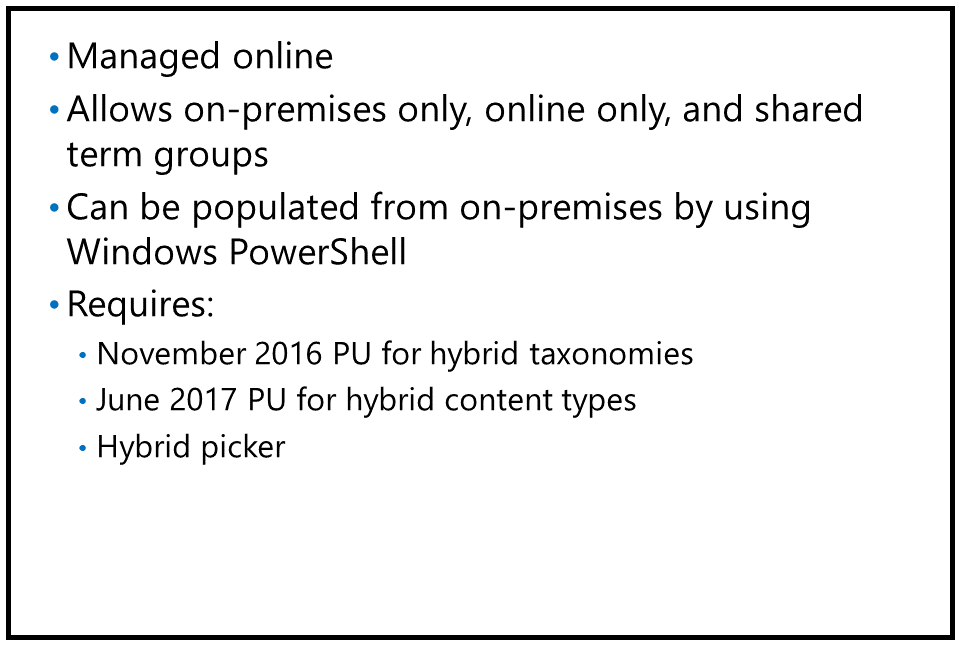 • Managed online
• Allows on-premises only, online only, and shared
term groups
• Can be populated from on-premises by using
Windows PowerShell
• Requires:
• November 2016 PU for hybrid taxonomies
• June 2017 PU for hybrid content types
• Hybrid picker